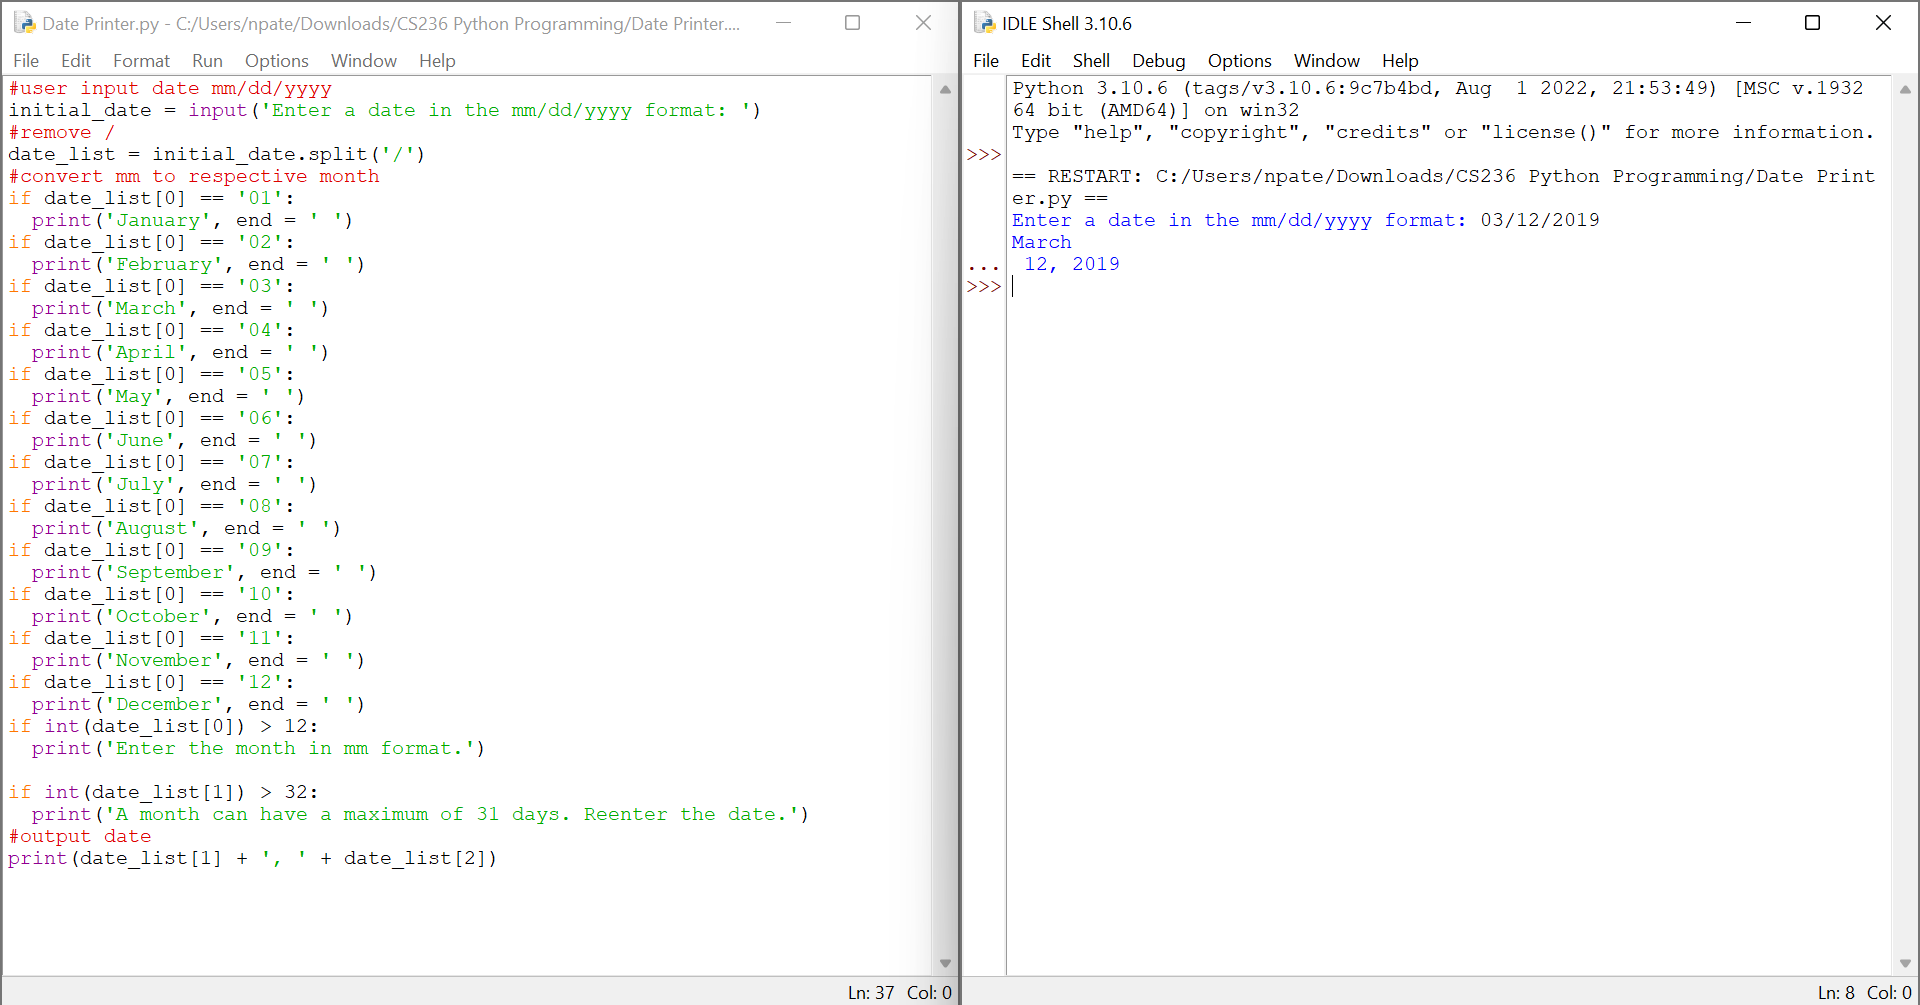 Date Printer.py - C:/Users/npate/Downloads/CS236 Python Programming/Date Printer....
File Edit Format Run Options Window Help
#user input date mm/dd/yyyy
initial_date = input('Enter a date in the mm/dd/yyyy format: ')
#remove /
date_list = initial_date.split('/')
#convert mm to respective month
if date_list[0] == '01':
  print('January', end = ' ')
if date_list[0] == '02':
  print('February', end = ' ')
if date_list[0] == '03':
  print('March', end = ' ')
if date_list[0] == '04':
  print('April', end = ' ')
if date_list[0] == '05':
  print('May', end = ' ')
if date_list[0] == '06':
  print('June', end = ' ')
if date_list[0] == '07':
  print('July', end = ' ')
if date_list[0] == '08':
  print('August', end = ' ')
if date_list[0] == '09':
  print('September', end = ' ')
if date_list[0] == '10':
  print('October', end = ' ')
if date_list[0] == '11':
  print('November', end = ' ')
if date_list[0] == '12':
  print('December', end = ' ')
if int(date_list[0]) > 12:
  print('Enter the month in mm format.')
if int(date_list[1]) > 32:
  print('A month can have a maximum of 31 days. Reenter the date.')
#output date
print(date_list[1] + ', ' + date_list[2])
Ln: 37 Col: 0
IDLE Shell 3.10.6
File Edit Shell Debug Options Window Help
Python 3.10.6 (tags/v3.10.6:9c7b4bd, Aug  1 2022, 21:53:49) [MSC v.1932
64 bit (AMD64)] on win32
Type "help", "copyright", "credits" or "license()" for more information.
>>>
== RESTART: C:/Users/npate/Downloads/CS236 Python Programming/Date Print
er.py ==
Enter a date in the mm/dd/yyyy format: 03/12/2019
March
...  12, 2019
>>>
Ln: 8 Col: 0